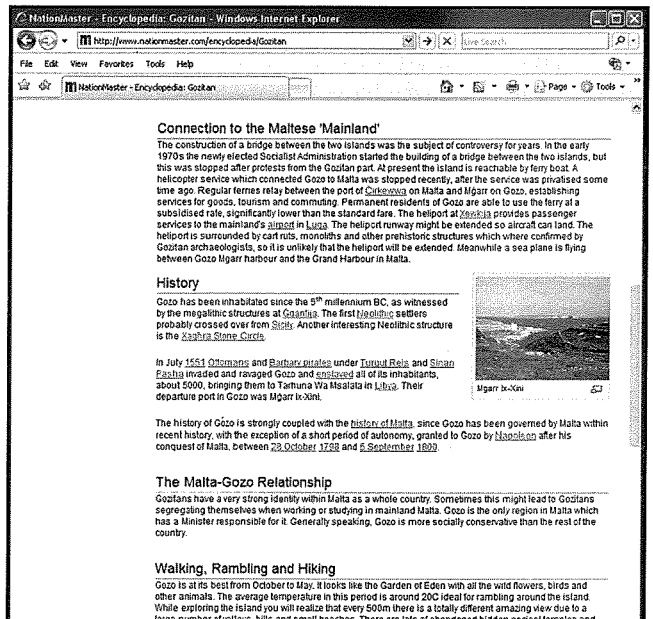 NationMaster - Encyclopedia: Gozitan - Windows Internet Explorer
http://www.nationmaster.com/encyclopedia/Gozitan
Live Search
File Edit View Favorites Tools Help
NationMaster - Encyclopedia: Gozitan
Page Tools
Connection to the Maltese 'Mainland'
The construction of a bridge between the two islands was the subject of controversy for years. In the early
1970s the newly elected Socialist Administration started the building of a bridge between the two islands, but
this was stopped after protests from the Gozitan part. At present the island is reachable by ferry boat. A
helicopter service which connected Gozo to Malta was stopped recently, after the service was privatised some
time ago. Regular ferries relay between the port of Cirkewwa on Malta and Mġarr on Gozo, establishing
services for goods, tourism and commuting. Permanent residents of Gozo are able to use the ferry at a
subsidised rate, significantly lower than the standard fare. The heliport at Xewkija provides passenger
services to the mainland's airport in Luqa. The heliport runway might be extended so aircraft can land. The
heliport is surrounded by cart ruts, monoliths and other prehistoric structures which where confirmed by
Gozitan archaeologists, so it is unlikely that the heliport will be extended. Meanwhile a sea plane is flying
between Gozo Mgarr harbour and the Grand Harbour in Malta.
History
Gozo has been inhabitated since the 5th millennium BC, as witnessed
by the megalithic structures at Ġgantija. The first Neolithic settlers
probably crossed over from Sicily. Another interesting Neolithic structure
is the Xagħra Stone Circle.
In July 1551 Ottomans and Barbary pirates under Turgut Reis and Sinan
Pasha invaded and ravaged Gozo and enslaved all of its inhabitants,
about 5000, bringing them to Tarhuna Wa Msalata in Libya. Their
departure port in Gozo was Mġarr ix-Xini.
Mgarr Ix-Xini
The history of Gozo is strongly coupled with the history of Malta, since Gozo has been governed by Malta within
recent history, with the exception of a short period of autonomy, granted to Gozo by Napoleon after his
conquest of Malta, between 28 October 1798 and 5 September 1800.
The Malta-Gozo Relationship
Gozitans have a very strong identity within Malta as a whole country. Sometimes this might lead to Gozitans
segregating themselves when working or studying in mainland Malta. Gozo is the only region in Malta which
has a Minister responsible for it. Generally speaking, Gozo is more socially conservative than the rest of the
country.
Walking, Rambling and Hiking
Gozo is at its best from October to May. It looks like the Garden of Eden with all the wild flowers, birds and
other animals. The average temperature in this period is around 20C ideal for rambling around the island.
While exploring the island you will realize that every 500m there is a totally different amazing view due to a
large number of valleys, hills and small beaches. There are lots of abandoned hidden